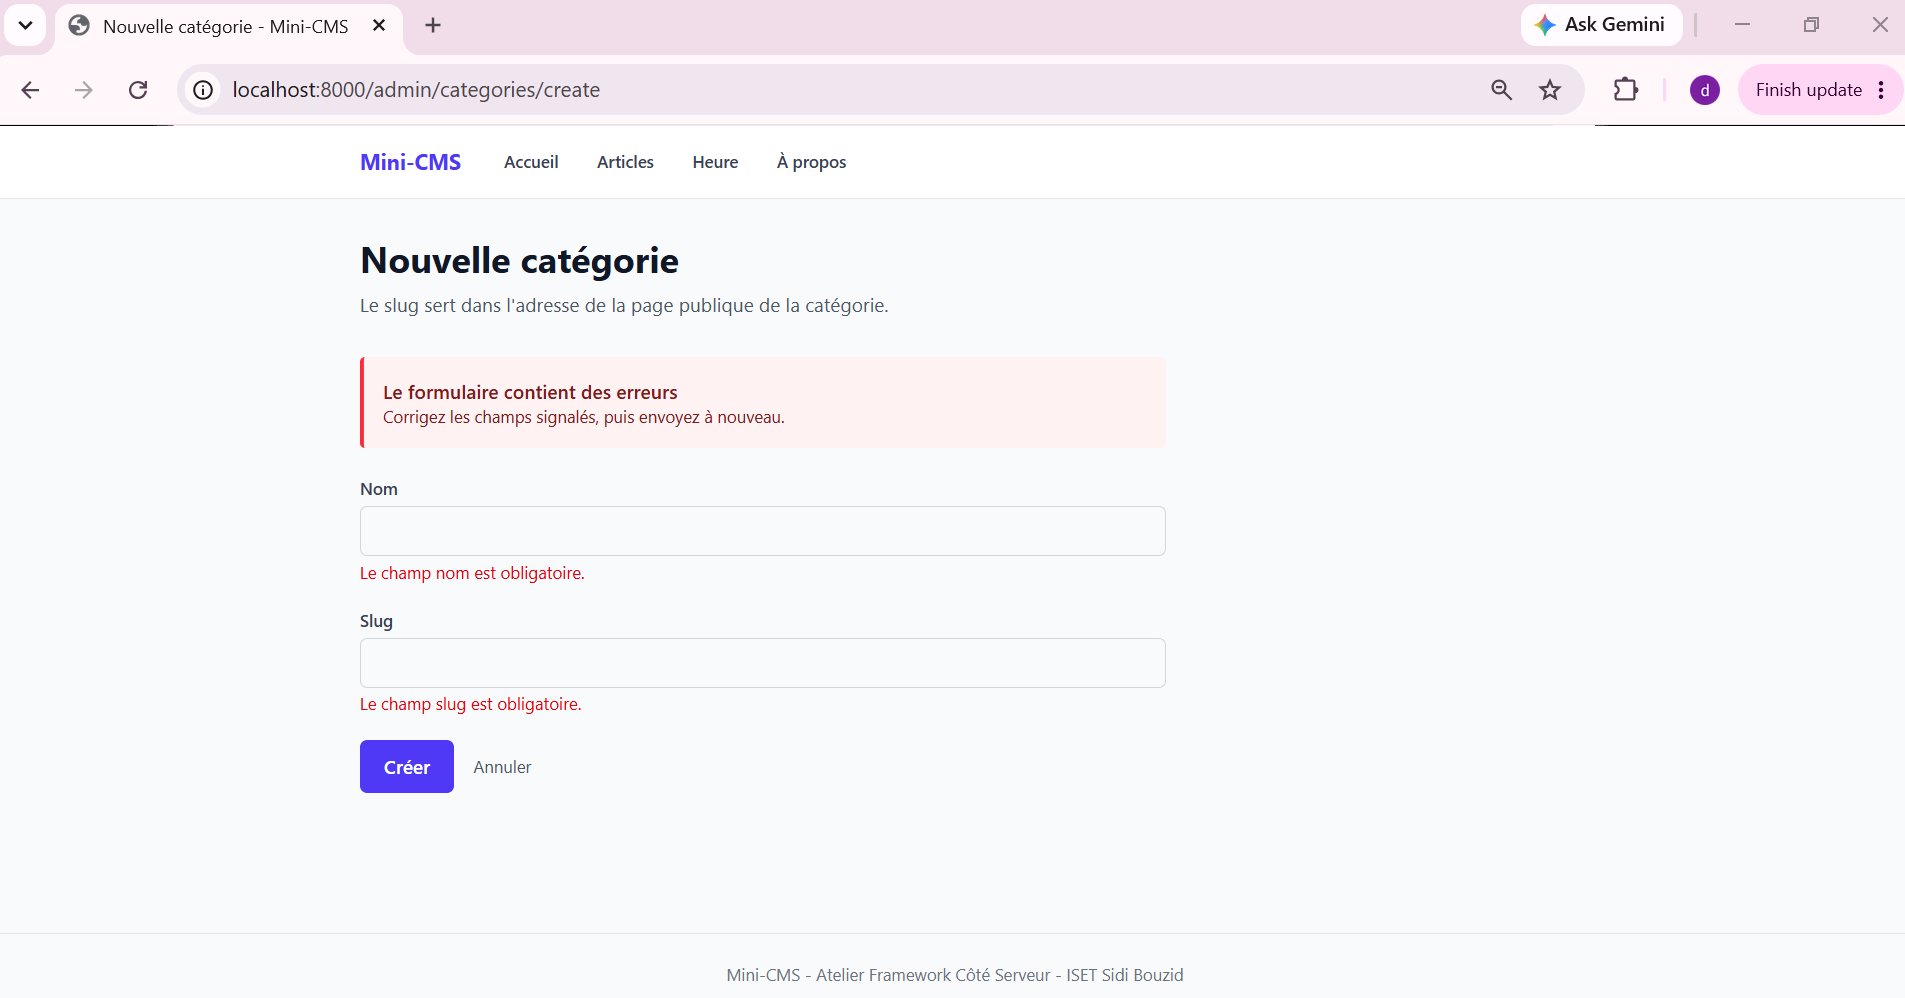 Nouvelle catégorie - Mini-CMS
Ask Gemini
localhost:8000/admin/categories/create
d
Finish update
Mini-CMS Accueil Articles Heure À propos
Nouvelle catégorie
Le slug sert dans l'adresse de la page publique de la catégorie.
Le formulaire contient des erreurs
Corrigez les champs signalés, puis envoyez à nouveau.
Nom
Le champ nom est obligatoire.
Slug
Le champ slug est obligatoire.
Créer Annuler
Mini-CMS - Atelier Framework Côté Serveur - ISET Sidi Bouzid